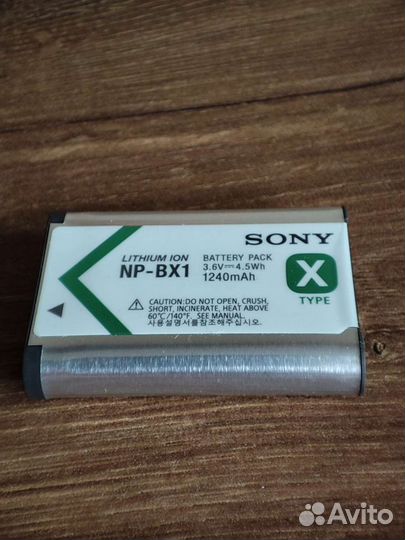 SONY
LITHIUM ION
NP-BX1
BATTERY PACK
3.6V⎓4.5Wh
1240mAh
X
TYPE
⚠CAUTION:DO NOT OPEN, CRUSH,
SHORT, INCINERATE, HEAT ABOVE
60℃/140℉. SEE MANUAL.
사용설명서를참조해주십시오.
Avito